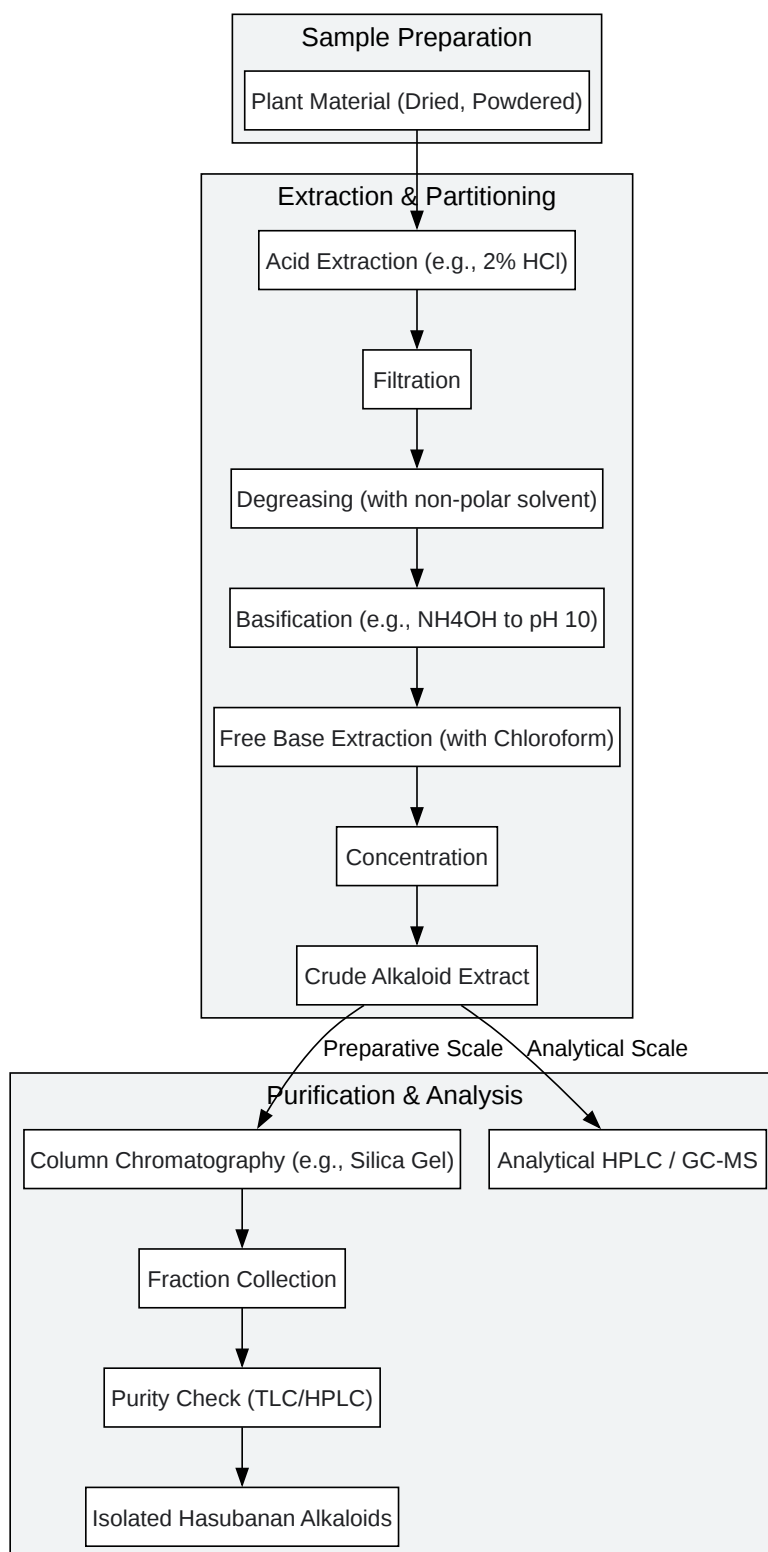 Sample Preparation
Plant Material (Dried, Powdered)
Extraction & Partitioning
Acid Extraction (e.g., 2% HCl)
Filtration
Degreasing (with non-polar solvent)
Basification (e.g., NH4OH to pH 10)
Free Base Extraction (with Chloroform)
Concentration
Crude Alkaloid Extract
Preparative Scale
Analytical Scale
Purification & Analysis
Column Chromatography (e.g., Silica Gel)
Analytical HPLC / GC-MS
Fraction Collection
Purity Check (TLC/HPLC)
Isolated Hasubanan Alkaloids